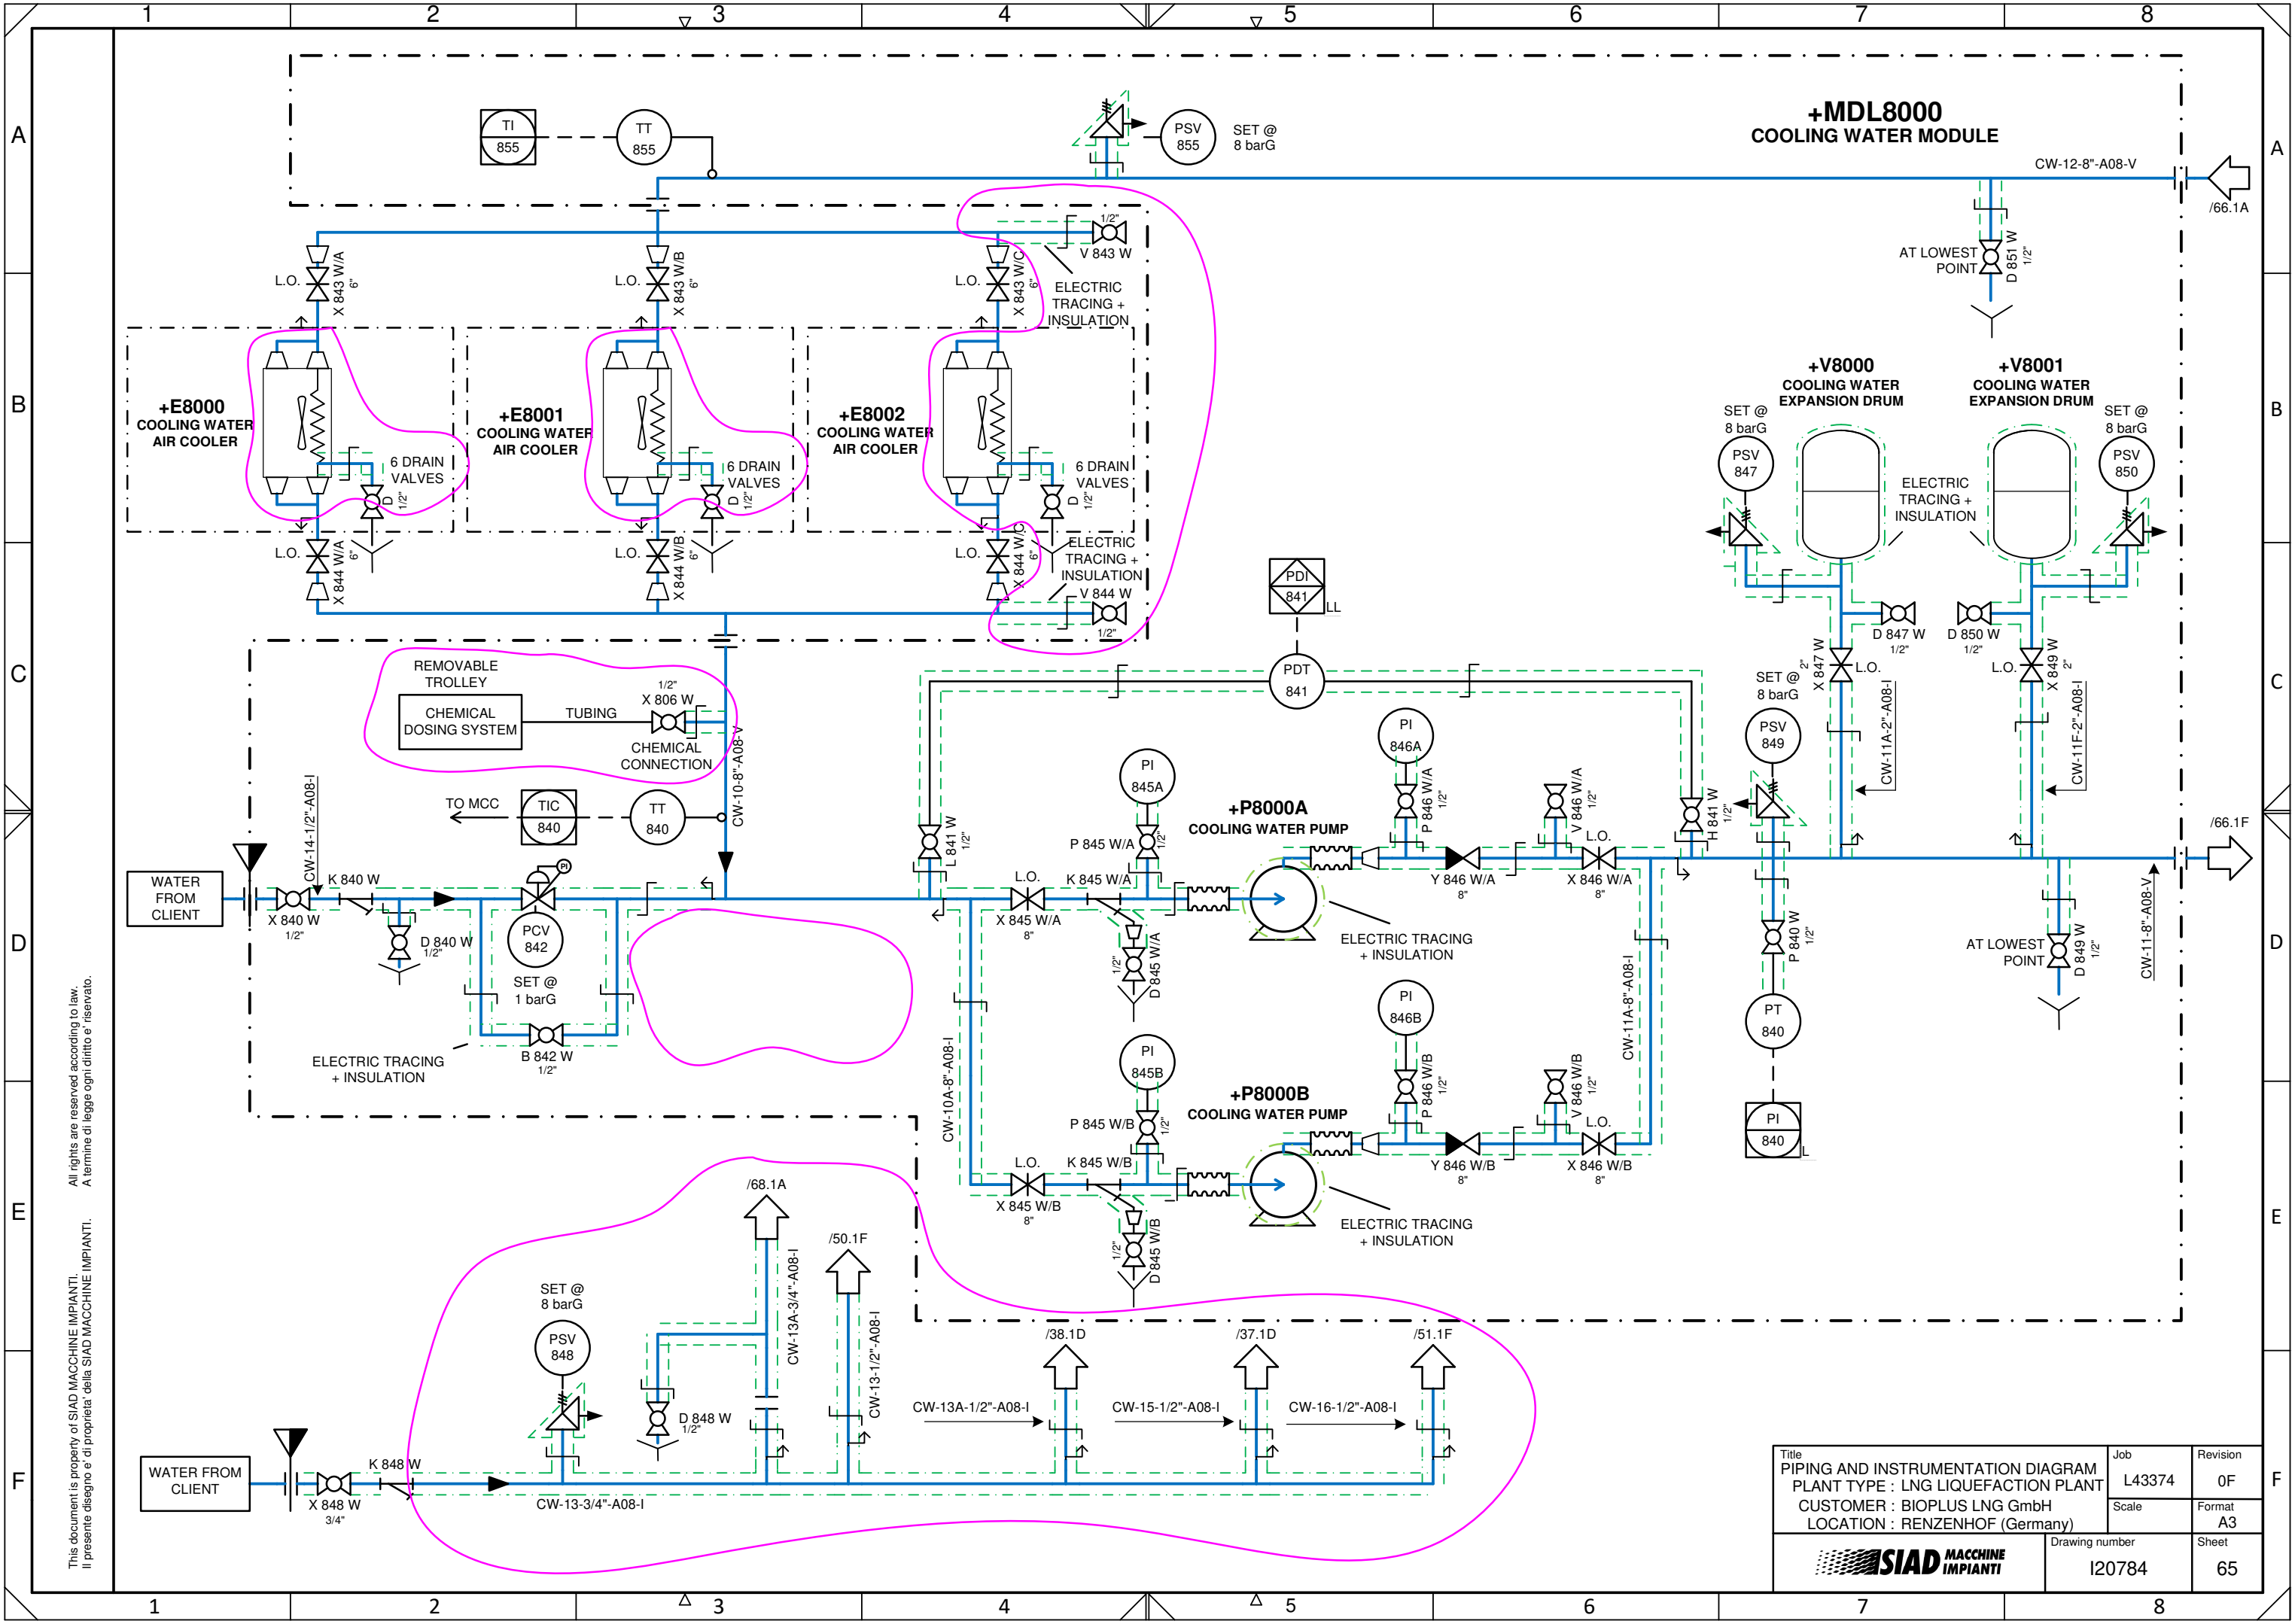 1 2 3 4 5 6 7 8
A
A
+MDL8000
COOLING WATER MODULE
TI
855
TT
855
PSV
855
SET @
8 barG
CW-12-8"-A08-V
/66.1A
AT LOWEST
POINT
D 851 W
1/2"
1/2"
V 843 W
ELECTRIC
TRACING +
INSULATION
L.O.
X 843 W/A
6"
L.O.
X 843 W/B
6"
L.O.
X 843 W/C
6"
B
B
+E8000
COOLING WATER
AIR COOLER
6 DRAIN
VALVES
D
1/2"
+E8001
COOLING WATER
AIR COOLER
6 DRAIN
VALVES
D
1/2"
+E8002
COOLING WATER
AIR COOLER
6 DRAIN
VALVES
D
1/2"
+V8000
COOLING WATER
EXPANSION DRUM
+V8001
COOLING WATER
EXPANSION DRUM
SET @
8 barG
PSV
847
ELECTRIC
TRACING +
INSULATION
SET @
8 barG
PSV
850
L.O.
X 844 W/A
6"
L.O.
X 844 W/B
6"
L.O.
X 844 W/C
6"
ELECTRIC
TRACING +
INSULATION
V 844 W
1/2"
PDI
841
LL
PDT
841
D 847 W
1/2"
D 850 W
1/2"
C
C
REMOVABLE
TROLLEY
CHEMICAL
DOSING SYSTEM
TUBING
1/2"
X 806 W
CHEMICAL
CONNECTION
CW-10-8"-A08-V
X 847 W
2"
L.O.
L.O.
X 849 W
2"
SET @
8 barG
PSV
849
CW-11A-2"-A08-I
CW-11F-2"-A08-I
TO MCC
TIC
840
TT
840
CW-14-1/2"-A08-I
PI
845A
PI
846A
P 845 W/A
1/2"
P 846 W/A
1/2"
V 846 W/A
1/2"
L 841 W
1/2"
H 841 W
1/2"
+P8000A
COOLING WATER PUMP
/66.1F
WATER
FROM
CLIENT
X 840 W
1/2"
K 840 W
D 840 W
1/2"
PI
PCV
842
SET @
1 barG
B 842 W
1/2"
ELECTRIC TRACING
+ INSULATION
L.O.
X 845 W/A
8"
K 845 W/A
1/2"
D 845 W/A
Y 846 W/A
8"
L.O.
X 846 W/A
8"
ELECTRIC TRACING
+ INSULATION
D
D
P 840 W
1/2"
PT
840
PI
840
L
AT LOWEST
POINT
D 849 W
1/2"
CW-11-8"-A08-V
CW-10A-8"-A08-I
CW-11A-8"-A08-I
PI
845B
PI
846B
P 845 W/B
1/2"
P 846 W/B
1/2"
V 846 W/B
1/2"
+P8000B
COOLING WATER PUMP
L.O.
X 845 W/B
8"
K 845 W/B
1/2"
D 845 W/B
Y 846 W/B
8"
L.O.
X 846 W/B
8"
ELECTRIC TRACING
+ INSULATION
E
E
/68.1A
/50.1F
SET @
8 barG
PSV
848
D 848 W
1/2"
CW-13A-3/4"-A08-I
CW-13-1/2"-A08-I
/38.1D
/37.1D
/51.1F
CW-13A-1/2"-A08-I
CW-15-1/2"-A08-I
CW-16-1/2"-A08-I
F
F
WATER FROM
CLIENT
X 848 W
3/4"
K 848 W
CW-13-3/4"-A08-I
All rights are reserved according to law.
A termine di legge ogni diritto e' riservato.
This document is property of SIAD MACCHINE IMPIANTI.
Il presente disegno e' di proprieta' della SIAD MACCHINE IMPIANTI.
Title
PIPING AND INSTRUMENTATION DIAGRAM
PLANT TYPE : LNG LIQUEFACTION PLANT
CUSTOMER : BIOPLUS LNG GmbH
LOCATION : RENZENHOF (Germany)
Job
L43374
Revision
0F
Scale
Format
A3
SIAD MACCHINE
IMPIANTI
Drawing number
I20784
Sheet
65
1 2 3 4 5 6 7 8